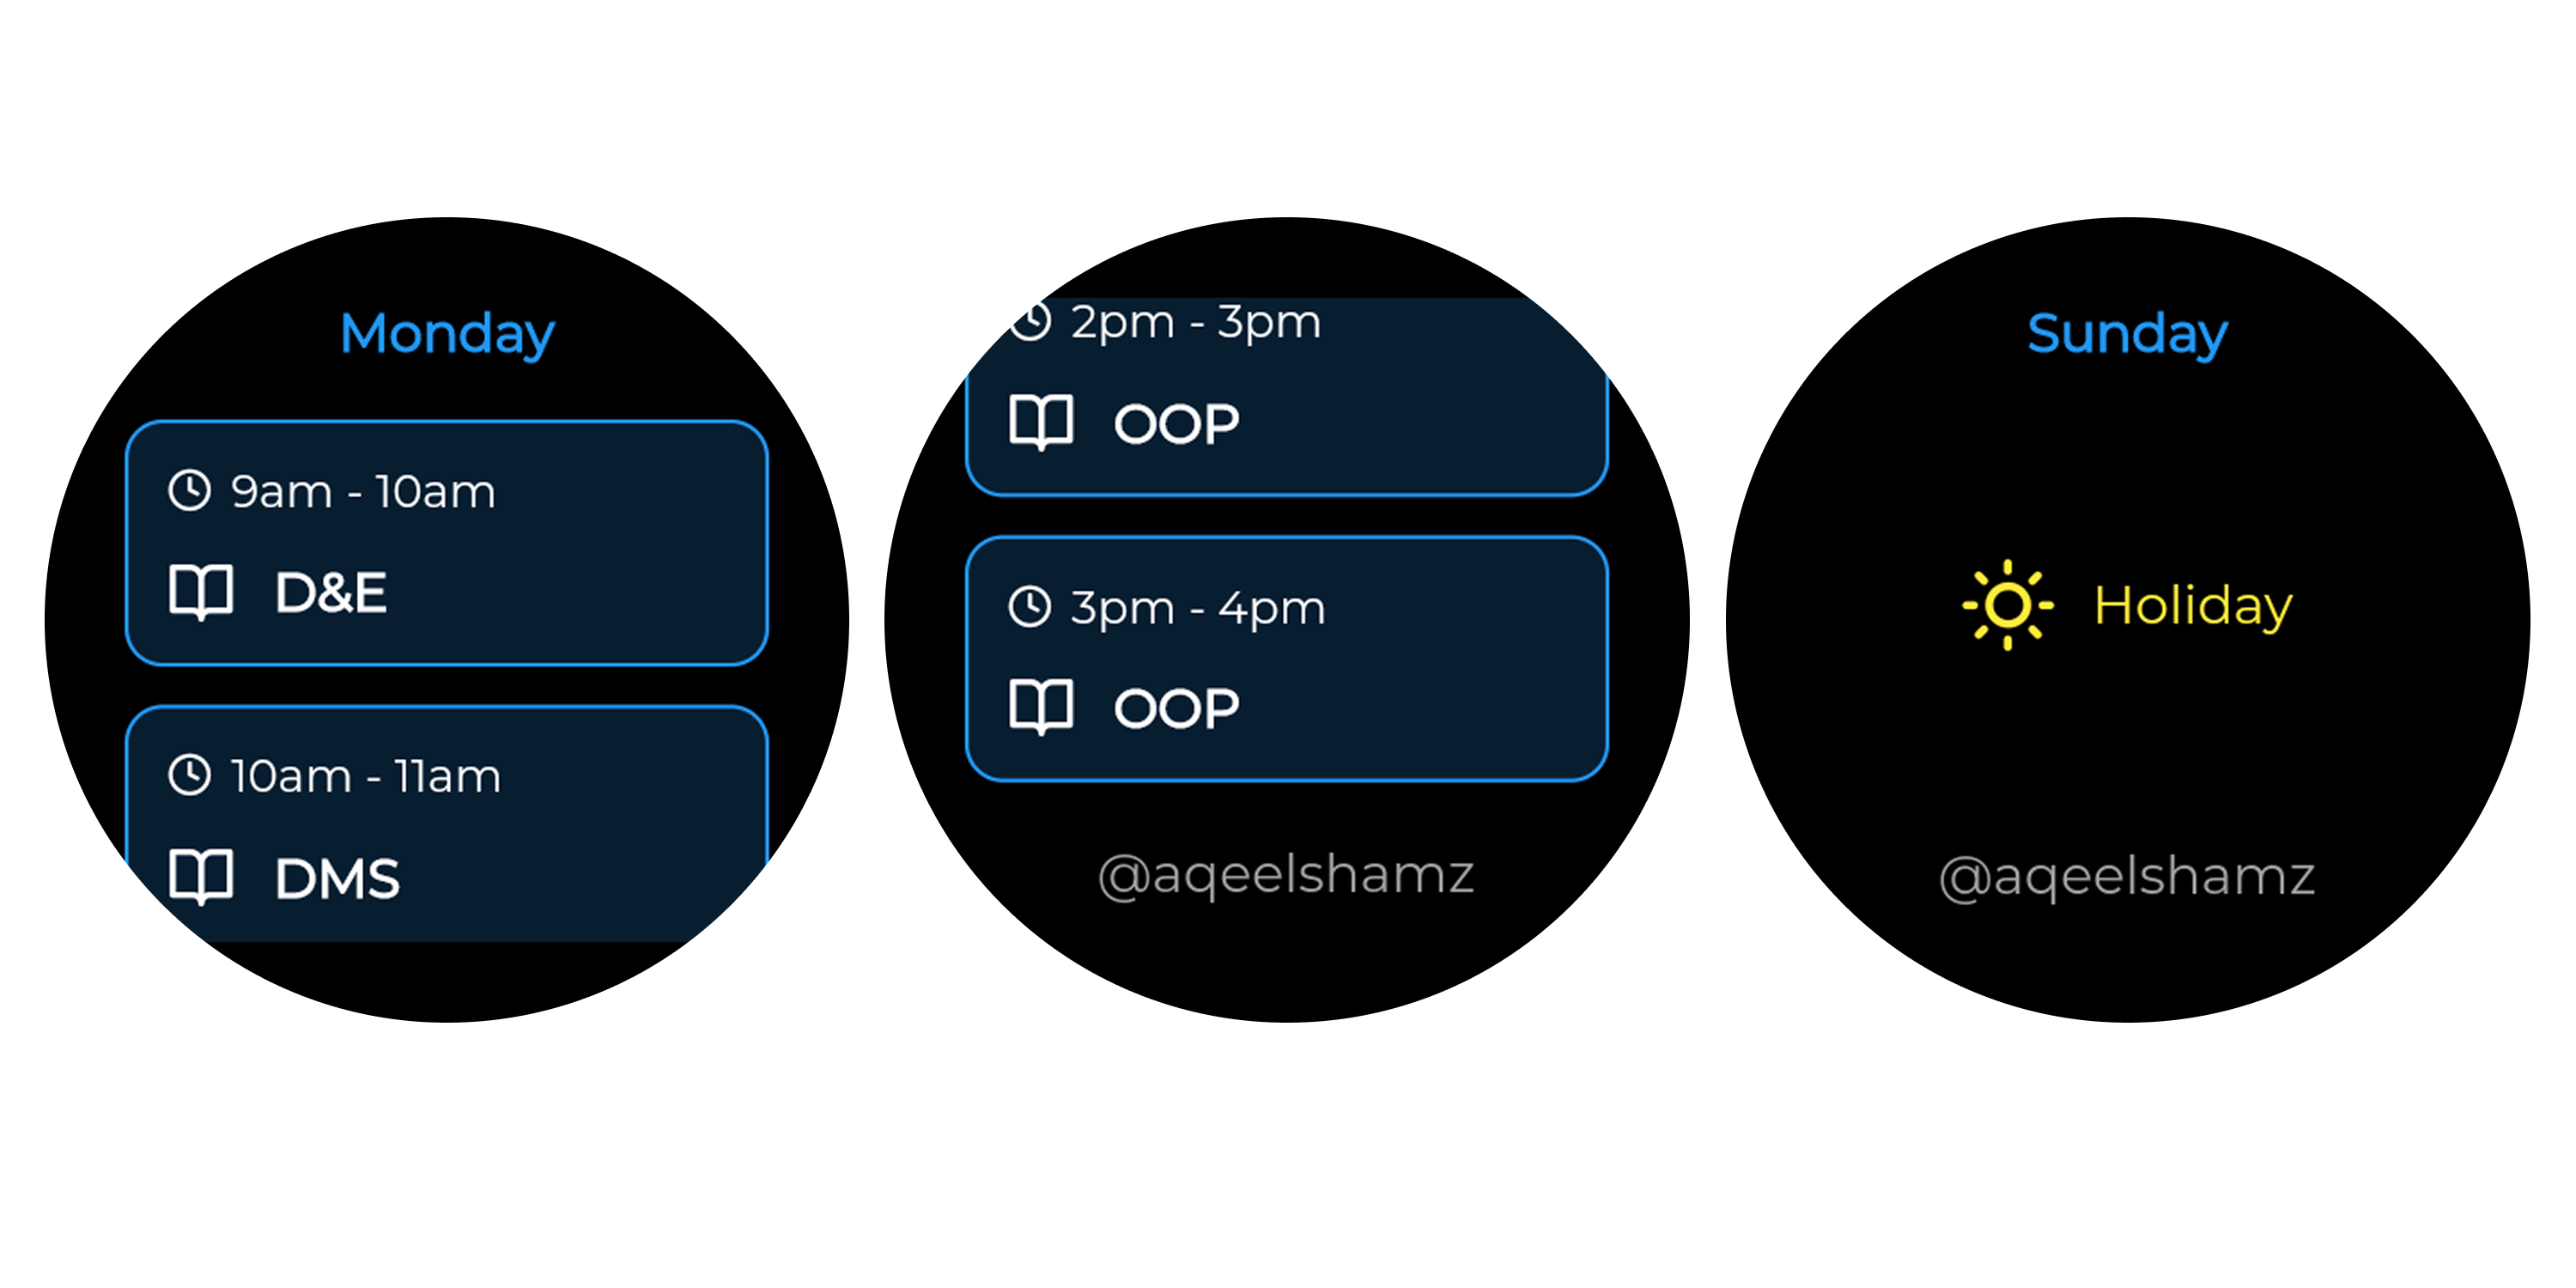 Monday
9am - 10am
D&E
10am - 11am
DMS
2pm - 3pm
OOP
3pm - 4pm
OOP
@aqeelshamz
Sunday
Holiday
@aqeelshamz